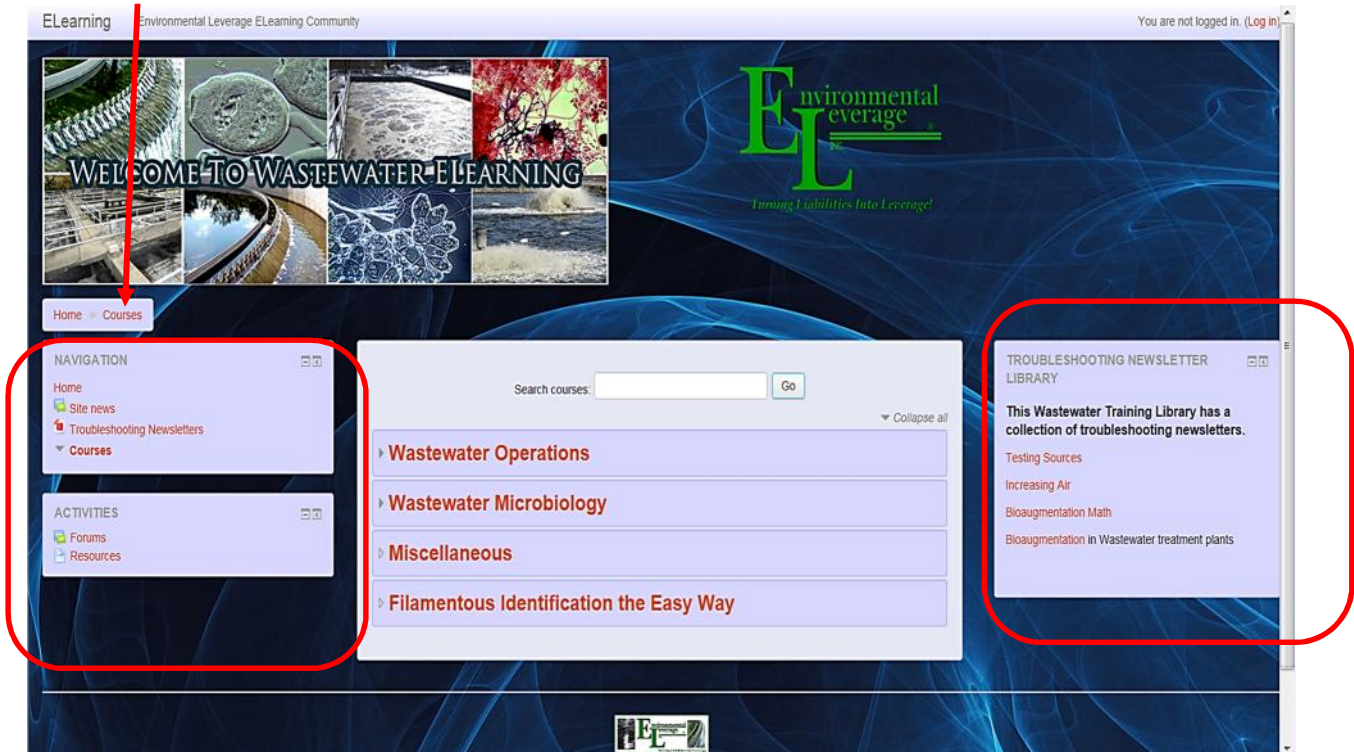 ELearning Environmental Leverage ELearning Community You are not logged in. (Log in)
WELCOME TO WASTEWATER ELEARNING
Environmental
Leverage ®
Turning Liabilities Into Leverage!
Home Courses
NAVIGATION
Home
Site news
Troubleshooting Newsletters
Courses
ACTIVITIES
Forums
Resources
Search courses: Go
Collapse all
Wastewater Operations
Wastewater Microbiology
Miscellaneous
Filamentous Identification the Easy Way
TROUBLESHOOTING NEWSLETTER
LIBRARY
This Wastewater Training Library has a
collection of troubleshooting newsletters.
Testing Sources
Increasing Air
Bioaugmentation Math
Bioaugmentation in Wastewater treatment plants